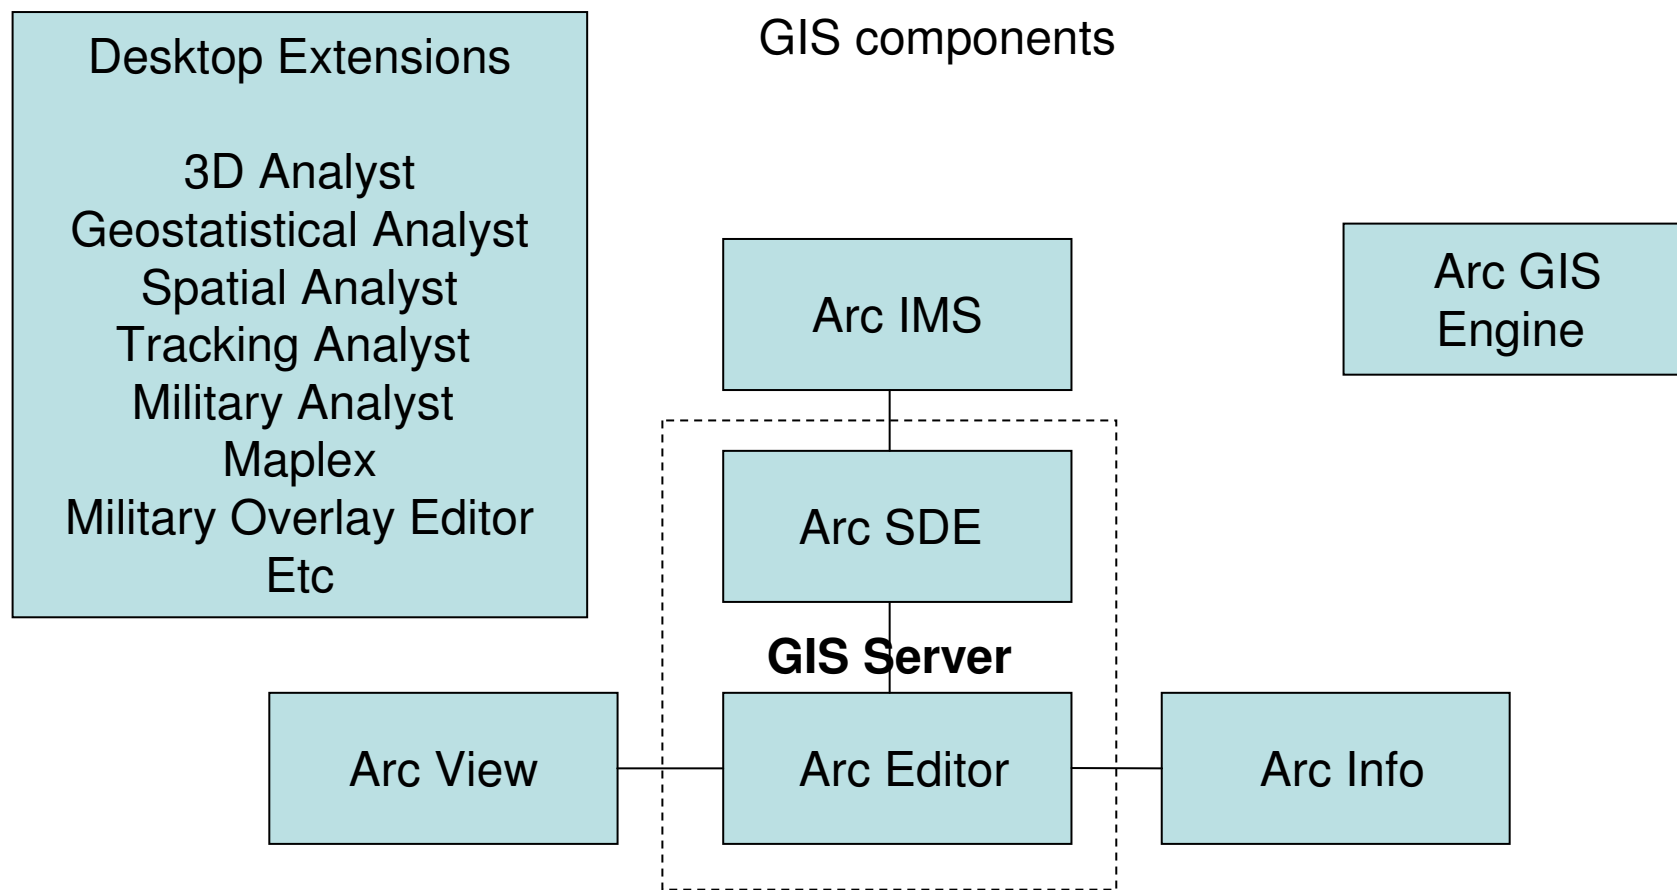 GIS components
Desktop Extensions
3D Analyst
Geostatistical Analyst
Spatial Analyst
Tracking Analyst
Military Analyst
Maplex
Military Overlay Editor
Etc
Arc IMS
Arc GIS
Engine
Arc SDE
GIS Server
Arc View
Arc Editor
Arc Info